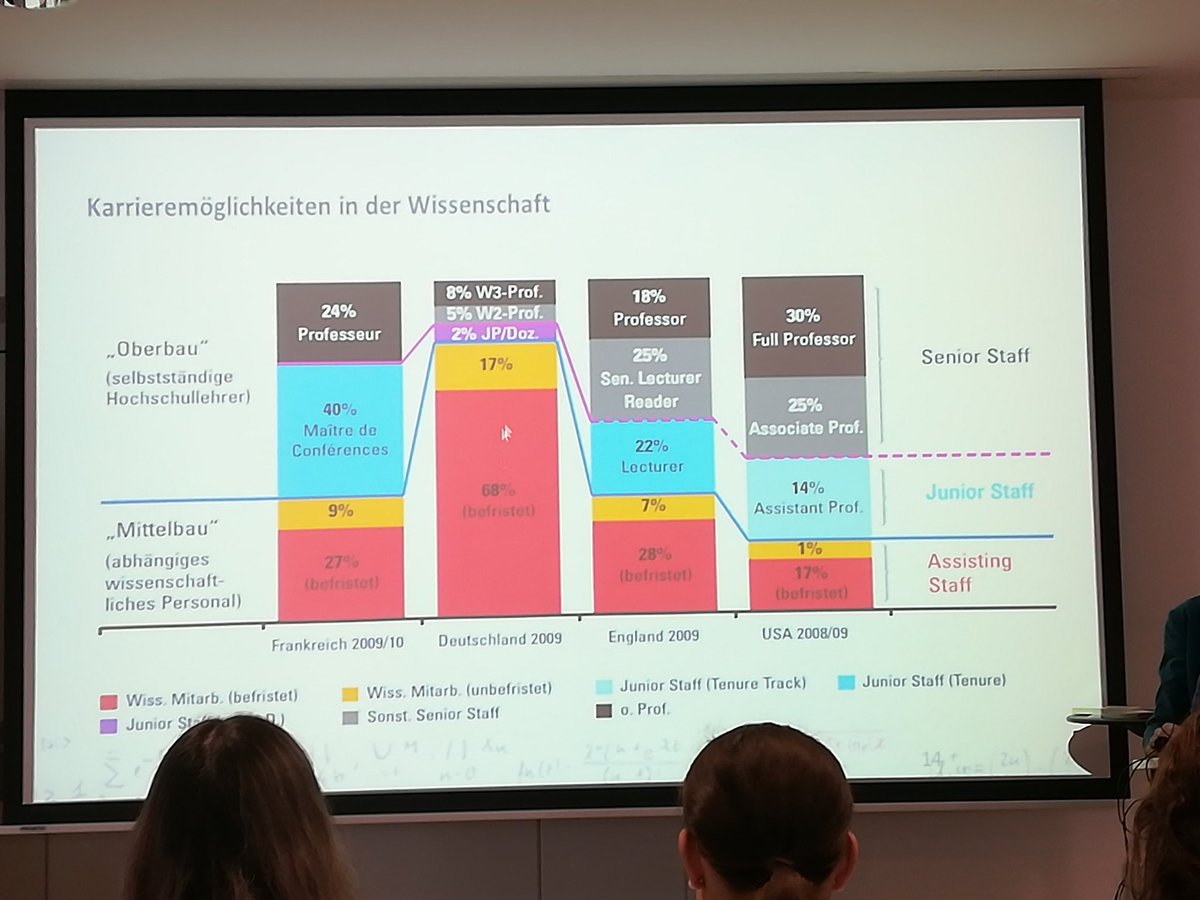 Karrieremöglichkeiten in der Wissenschaft
„Oberbau“
(selbstständige
Hochschullehrer)
„Mittelbau“
(abhängiges
wissenschaft-
liches Personal)
24%
Professeur
40%
Maître de
Conférences
9%
27%
(befristet)
8% W3-Prof.
5% W2-Prof.
2% JP/Doz.
17%
68%
(befristet)
18%
Professor
25%
Sen. Lecturer
Reader
22%
Lecturer
7%
28%
(befristet)
30%
Full Professor
25%
Associate Prof.
14%
Assistant Prof.
1%
17%
(befristet)
Senior Staff
Junior Staff
Assisting
Staff
Frankreich 2009/10
Deutschland 2009
England 2009
USA 2008/09
Wiss. Mitarb. (befristet)
Wiss. Mitarb. (unbefristet)
Junior Staff (Tenure Track)
Junior Staff (Tenure)
Junior
Sonst. Senior Staff
o. Prof.
14